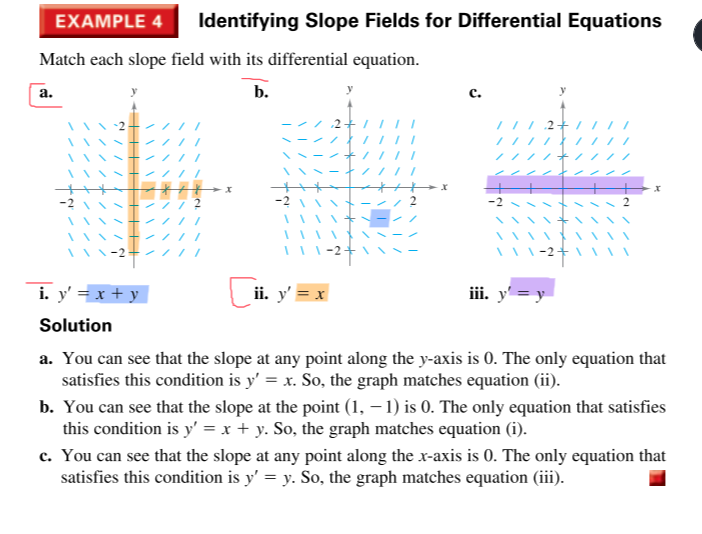 EXAMPLE 4 Identifying Slope Fields for Differential Equations
Match each slope field with its differential equation.
a. b. c.
y y y
2 2 2
x x x
-2 2 -2 2 -2 2
-2 -2 -2
i. y′ = x + y ii. y′ = x iii. y′ = y
Solution
a. You can see that the slope at any point along the y-axis is 0. The only equation that
satisfies this condition is y′ = x. So, the graph matches equation (ii).
b. You can see that the slope at the point (1, −1) is 0. The only equation that satisfies
this condition is y′ = x + y. So, the graph matches equation (i).
c. You can see that the slope at any point along the x-axis is 0. The only equation that
satisfies this condition is y′ = y. So, the graph matches equation (iii).